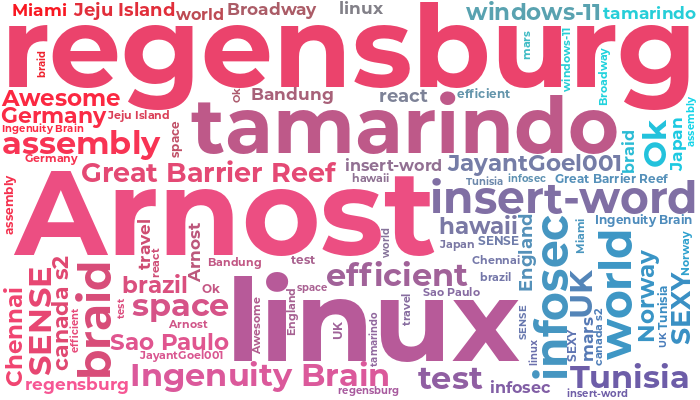 Miami
Jeju Island
world
Broadway
linux
windows-11
tamarindo
regensburg
braid
mars
windows-11
Broadway
Awesome
Germany
Jeju Island
Ingenuity Brain
assembly
Germany
space
ok
Bandung
react
efficient
tamarindo
braid
Ok
Japan
assembly
Great Barrier Reef
insert-word
JayantGoel001
hawaii
Tunisia
infosec
Great Barrier Reef
assembly
Arnost
insert-word
hawaii
Ingenuity Brain
Japan
SENSE
England
infosec
Miami
UK
world
Norway
SEXY
Norway
travel
react
Arnost
Bandung
test
world
Chennai
brazil
efficient
Sao Paulo
Chennai
SENSE
canada s2
efficient
braid
test
brazil
Ok
space
Arnost
Sao Paulo
JayantGoel001
linux
Awesome
England
space
UK
tamarindo
travel
SENSE
linux
SEXY
mars
canada s2
UK
Tunisia
regensburg
Ingenuity Brain
regensburg
test
infosec
Tunisia
insert-word